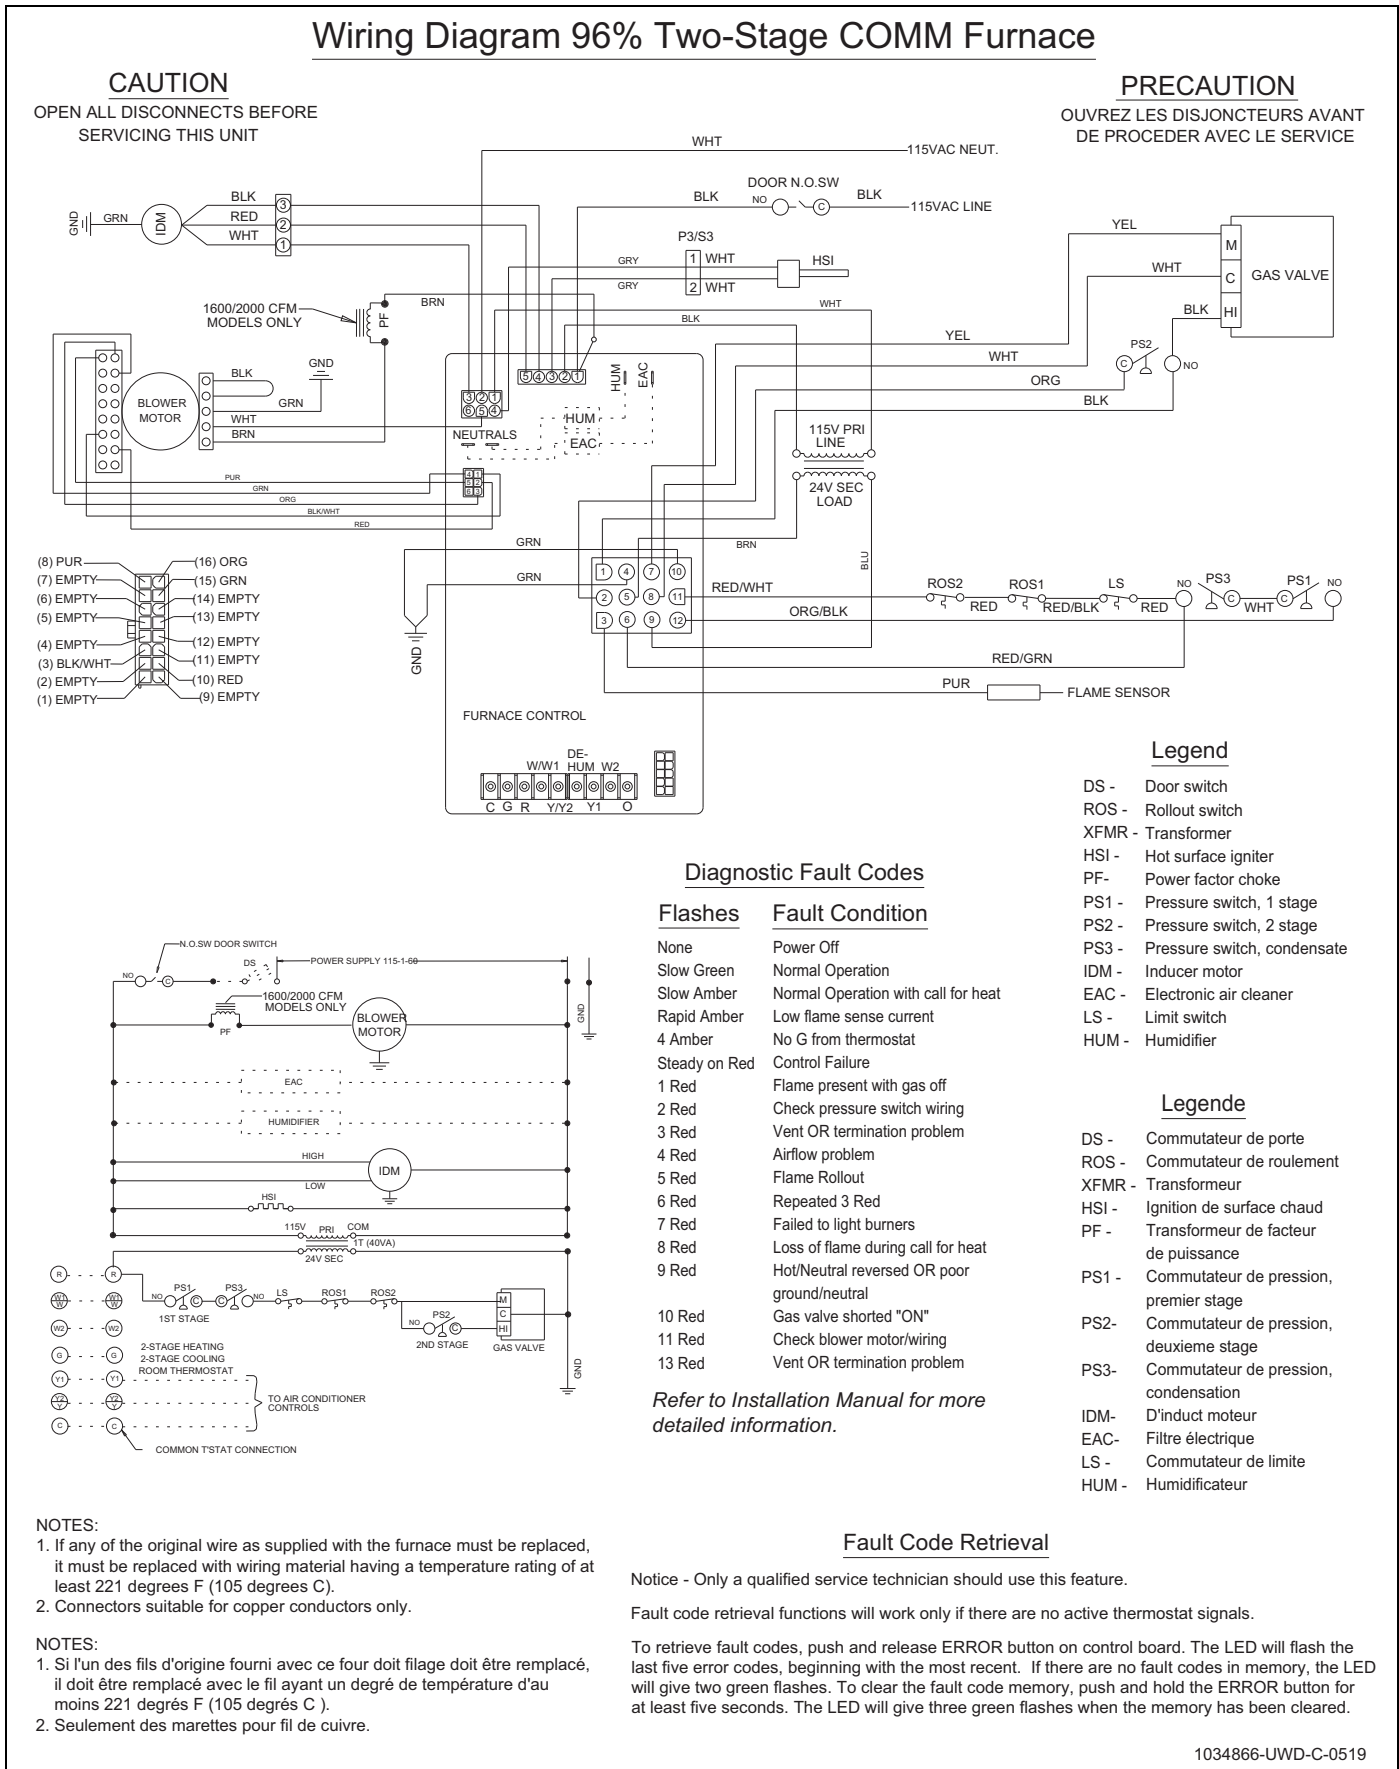 Wiring Diagram 96% Two-Stage COMM Furnace
CAUTION
OPEN ALL DISCONNECTS BEFORE
SERVICING THIS UNIT
PRECAUTION
OUVREZ LES DISJONCTEURS AVANT
DE PROCEDER AVEC LE SERVICE
WHT
115VAC NEUT.
DOOR N.O.SW
BLK
NO
C
BLK
115VAC LINE
GND
GRN
IDM
BLK
RED
WHT
3
2
1
P3/S3
GRY
1 WHT
GRY
2 WHT
HSI
YEL
WHT
BLK
M
C
HI
GAS VALVE
1600/2000 CFM
MODELS ONLY
PF
BRN
WHT
BLK
YEL
WHT
ORG
BLK
PS2
C
NO
GND
BLOWER
MOTOR
BLK
GRN
WHT
BRN
5 4 3 2 1
HUM
EAC
3 2 1
6 5 4
NEUTRALS
HUM
EAC
115V PRI
LINE
24V SEC
LOAD
4 1
5 2
6 3
PUR
GRN
ORG
BLK/WHT
RED
BRN
BLU
GRN
GRN
GND
1 4 7 10
2 5 8 11
3 6 9 12
RED/WHT
ORG/BLK
ROS2
RED
ROS1
RED/BLK
LS
RED
NO
PS3
C
WHT
C
PS1
NO
RED/GRN
PUR
FLAME SENSOR
(8) PUR
(7) EMPTY
(6) EMPTY
(5) EMPTY
(4) EMPTY
(3) BLK/WHT
(2) EMPTY
(1) EMPTY
(16) ORG
(15) GRN
(14) EMPTY
(13) EMPTY
(12) EMPTY
(11) EMPTY
(10) RED
(9) EMPTY
FURNACE CONTROL
DE-
W/W1 HUM W2
C G R Y/Y2 Y1 O
Legend
DS - Door switch
ROS - Rollout switch
XFMR - Transformer
HSI - Hot surface igniter
PF- Power factor choke
PS1 - Pressure switch, 1 stage
PS2 - Pressure switch, 2 stage
PS3 - Pressure switch, condensate
IDM - Inducer motor
EAC - Electronic air cleaner
LS - Limit switch
HUM - Humidifier
Diagnostic Fault Codes
Flashes Fault Condition
None Power Off
Slow Green Normal Operation
Slow Amber Normal Operation with call for heat
Rapid Amber Low flame sense current
4 Amber No G from thermostat
Steady on Red Control Failure
1 Red Flame present with gas off
2 Red Check pressure switch wiring
3 Red Vent OR termination problem
4 Red Airflow problem
5 Red Flame Rollout
6 Red Repeated 3 Red
7 Red Failed to light burners
8 Red Loss of flame during call for heat
9 Red Hot/Neutral reversed OR poor
ground/neutral
10 Red Gas valve shorted "ON"
11 Red Check blower motor/wiring
13 Red Vent OR termination problem
Refer to Installation Manual for more
detailed information.
Legende
DS - Commutateur de porte
ROS - Commutateur de roulement
XFMR - Transformeur
HSI - Ignition de surface chaud
PF - Transformeur de facteur
de puissance
PS1 - Commutateur de pression,
premier stage
PS2- Commutateur de pression,
deuxieme stage
PS3- Commutateur de pression,
condensation
IDM- D'induct moteur
EAC- Filtre électrique
LS - Commutateur de limite
HUM - Humidificateur
N.O.SW DOOR SWITCH
NO
C
DS
POWER SUPPLY 115-1-60
1600/2000 CFM
MODELS ONLY
PF
BLOWER
MOTOR
GND
EAC
HUMIDIFIER
HIGH
LOW
IDM
HSI
115V PRI COM
1T (40VA)
24V SEC
R R
W1/W W1/W
W2 W2
G G
Y1 Y1
Y2/Y Y2/Y
C C
NO
PS1
C
C
PS3
NO
LS
ROS1
ROS2
1ST STAGE
NO
PS2
C
2ND STAGE
M
C
HI
GAS VALVE
GND
2-STAGE HEATING
2-STAGE COOLING
ROOM THERMOSTAT
TO AIR CONDITIONER
CONTROLS
COMMON T'STAT CONNECTION
NOTES:
1. If any of the original wire as supplied with the furnace must be replaced,
it must be replaced with wiring material having a temperature rating of at
least 221 degrees F (105 degrees C).
2. Connectors suitable for copper conductors only.
NOTES:
1. Si l'un des fils d'origine fourni avec ce four doit filage doit être remplacé,
il doit être remplacé avec le fil ayant un degré de température d'au
moins 221 degrés F (105 degrés C ).
2. Seulement des marettes pour fil de cuivre.
Fault Code Retrieval
Notice - Only a qualified service technician should use this feature.
Fault code retrieval functions will work only if there are no active thermostat signals.
To retrieve fault codes, push and release ERROR button on control board. The LED will flash the
last five error codes, beginning with the most recent. If there are no fault codes in memory, the LED
will give two green flashes. To clear the fault code memory, push and hold the ERROR button for
at least five seconds. The LED will give three green flashes when the memory has been cleared.
1034866-UWD-C-0519